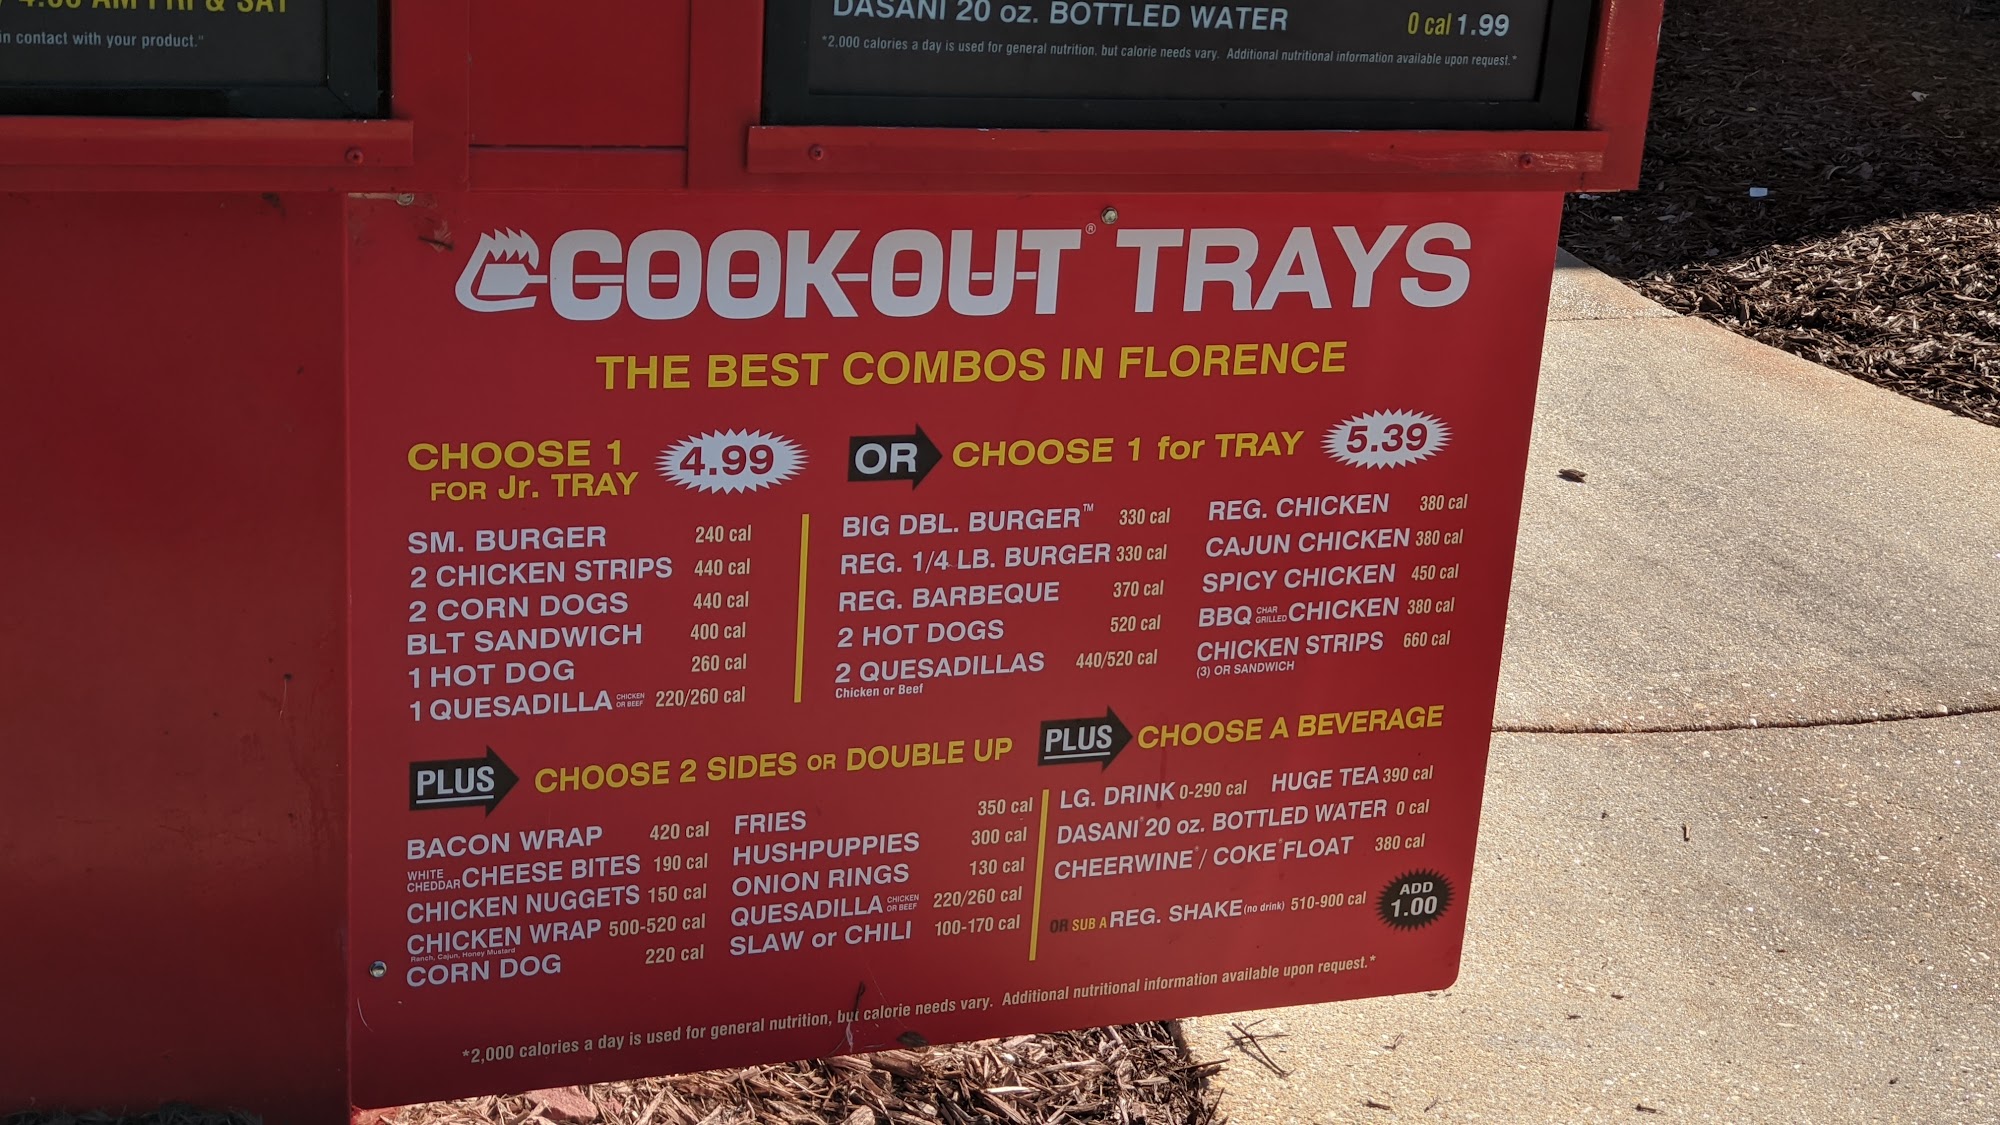 4:00 AM FRI & SAT
in contact with your product."
DASANI 20 oz. BOTTLED WATER 0 cal 1.99
*2,000 calories a day is used for general nutrition, but calorie needs vary. Additional nutritional information available upon request.*
COOK-OUT® TRAYS
THE BEST COMBOS IN FLORENCE
CHOOSE 1
FOR Jr. TRAY
4.99
SM. BURGER 240 cal
2 CHICKEN STRIPS 440 cal
2 CORN DOGS 440 cal
BLT SANDWICH 400 cal
1 HOT DOG 260 cal
1 QUESADILLA CHICKEN OR BEEF 220/260 cal
OR
CHOOSE 1 for TRAY
5.39
BIG DBL. BURGER™ 330 cal
REG. 1/4 LB. BURGER 330 cal
REG. BARBEQUE 370 cal
2 HOT DOGS 520 cal
2 QUESADILLAS 440/520 cal
Chicken or Beef
REG. CHICKEN 380 cal
CAJUN CHICKEN 380 cal
SPICY CHICKEN 450 cal
BBQ CHAR GRILLED CHICKEN 380 cal
CHICKEN STRIPS 660 cal
(3) OR SANDWICH
PLUS
CHOOSE 2 SIDES OR DOUBLE UP
BACON WRAP 420 cal
WHITE CHEDDAR CHEESE BITES 190 cal
CHICKEN NUGGETS 150 cal
CHICKEN WRAP 500-520 cal
Ranch, Cajun, Honey Mustard
CORN DOG 220 cal
FRIES 350 cal
HUSHPUPPIES 300 cal
ONION RINGS 130 cal
QUESADILLA CHICKEN OR BEEF 220/260 cal
SLAW or CHILI 100-170 cal
PLUS
CHOOSE A BEVERAGE
LG. DRINK 0-290 cal HUGE TEA 390 cal
DASANI® 20 oz. BOTTLED WATER 0 cal
CHEERWINE®/ COKE® FLOAT 380 cal
OR SUB A REG. SHAKE (no drink) 510-900 cal
ADD
1.00
*2,000 calories a day is used for general nutrition, but calorie needs vary. Additional nutritional information available upon request.*